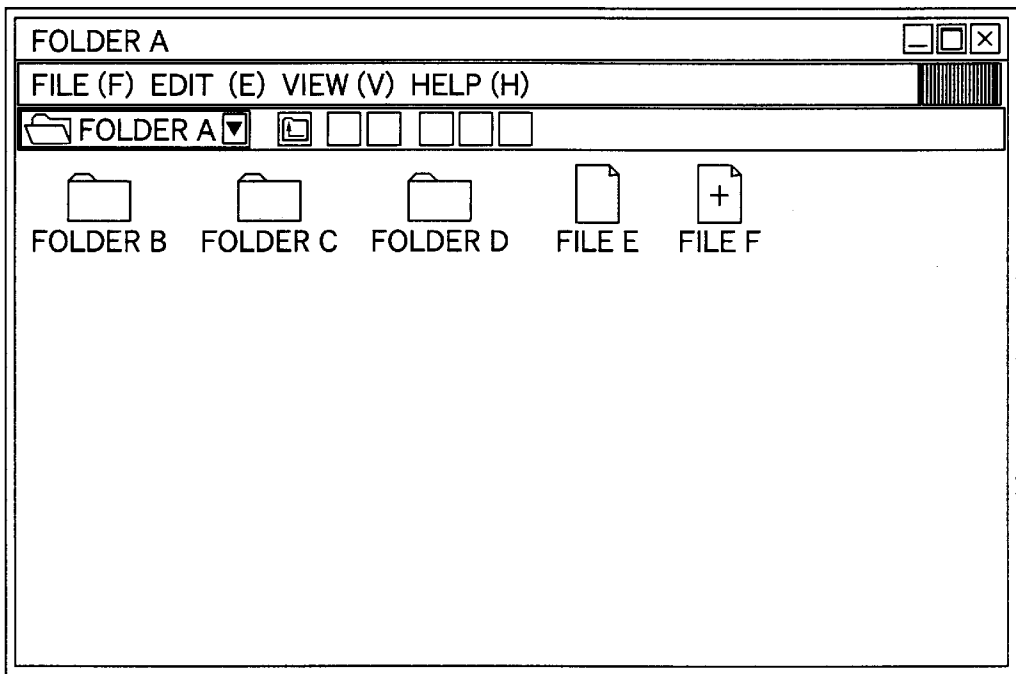 FOLDER A
FILE (F) EDIT (E) VIEW (V) HELP (H)
FOLDER A
FOLDER B FOLDER C FOLDER D FILE E FILE F